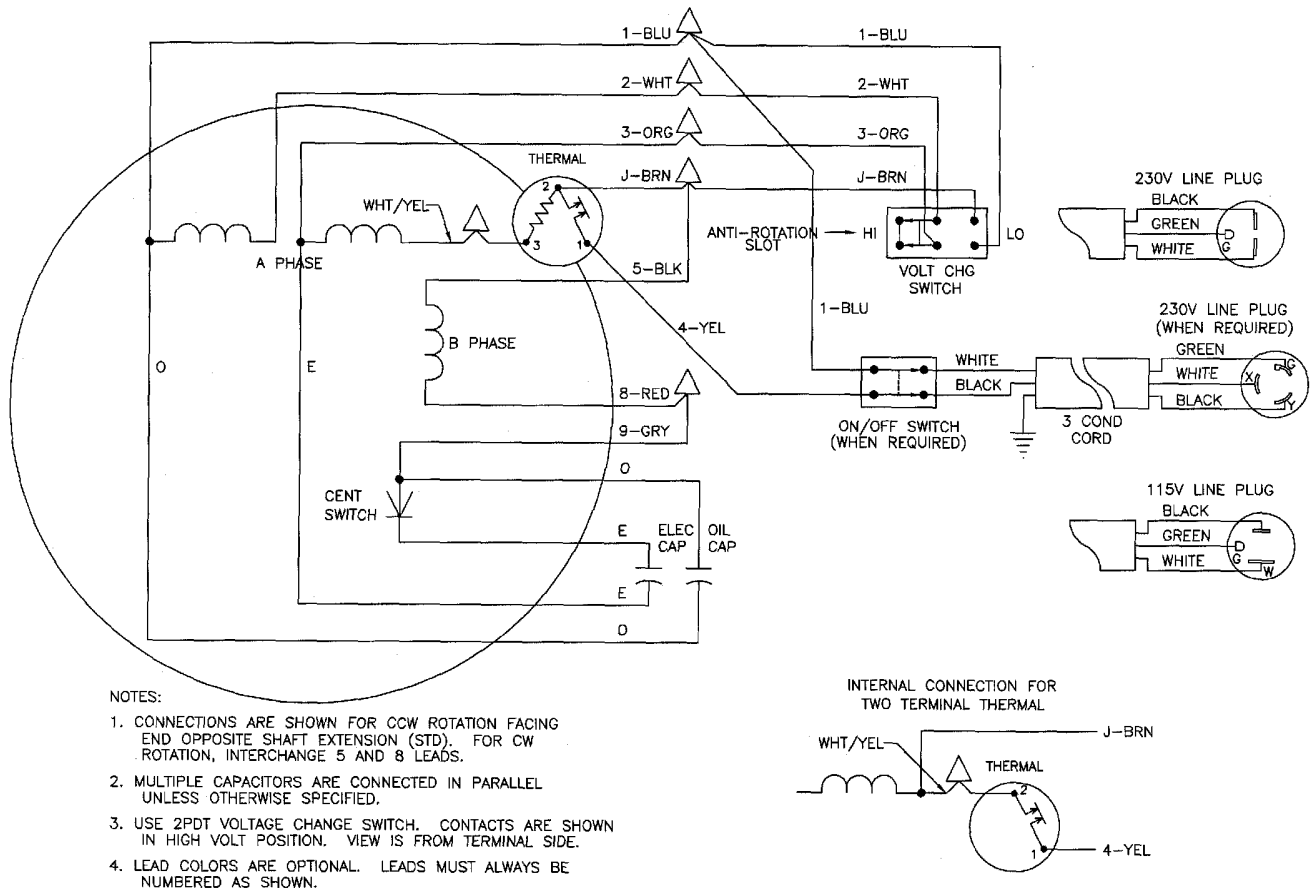 1-BLU
1-BLU
2-WHT
2-WHT
3-ORG
3-ORG
THERMAL
J-BRN
J-BRN
2
3
1
WHT/YEL
ANTI-ROTATION
SLOT
HI
LO
VOLT CHG
SWITCH
230V LINE PLUG
BLACK
GREEN
WHITE
G
A PHASE
5-BLK
1-BLU
4-YEL
B PHASE
O
E
230V LINE PLUG
(WHEN REQUIRED)
GREEN
WHITE
BLACK
G
X
Y
WHITE
BLACK
ON/OFF SWITCH
(WHEN REQUIRED)
3 COND
CORD
8-RED
9-GRY
O
CENT
SWITCH
E
ELEC
CAP
OIL
CAP
E
O
115V LINE PLUG
BLACK
GREEN
WHITE
G
W
NOTES:
1. CONNECTIONS ARE SHOWN FOR CCW ROTATION FACING
END OPPOSITE SHAFT EXTENSION (STD). FOR CW
ROTATION, INTERCHANGE 5 AND 8 LEADS.
2. MULTIPLE CAPACITORS ARE CONNECTED IN PARALLEL
UNLESS OTHERWISE SPECIFIED.
3. USE 2PDT VOLTAGE CHANGE SWITCH. CONTACTS ARE SHOWN
IN HIGH VOLT POSITION. VIEW IS FROM TERMINAL SIDE.
4. LEAD COLORS ARE OPTIONAL. LEADS MUST ALWAYS BE
NUMBERED AS SHOWN.
INTERNAL CONNECTION FOR
TWO TERMINAL THERMAL
J-BRN
WHT/YEL
THERMAL
2
1
4-YEL